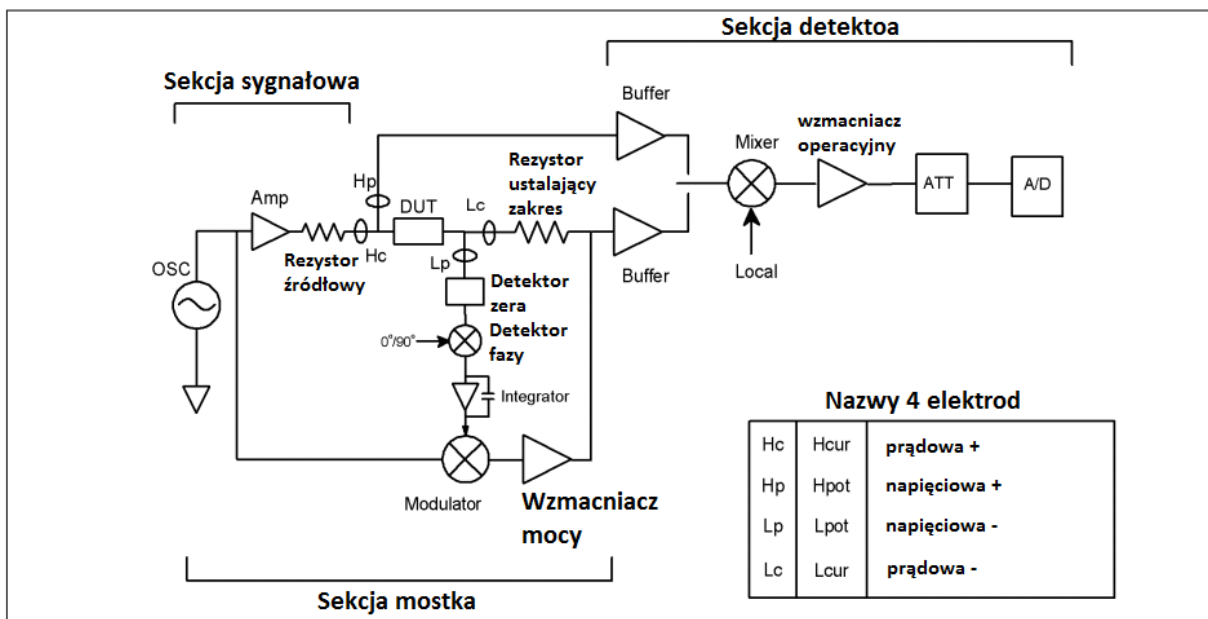 Sekcja detektoa
Sekcja sygnałowa
Buffer
wzmacniacz
operacyjny
Mixer
Hp
Rezystor
ustalający
zakres
Amp
DUT
Lc
ATT
A/D
Hc
Rezystor
źródłowy
Lp
Buffer
Local
OSC
Detektor
zera
0°/90°
Detektor
fazy
Integrator
Modulator
Wzmacniacz
mocy
Sekcja mostka
Nazwy 4 elektrod
Hc Hcur prądowa +
Hp Hpot napięciowa +
Lp Lpot napięciowa -
Lc Lcur prądowa -